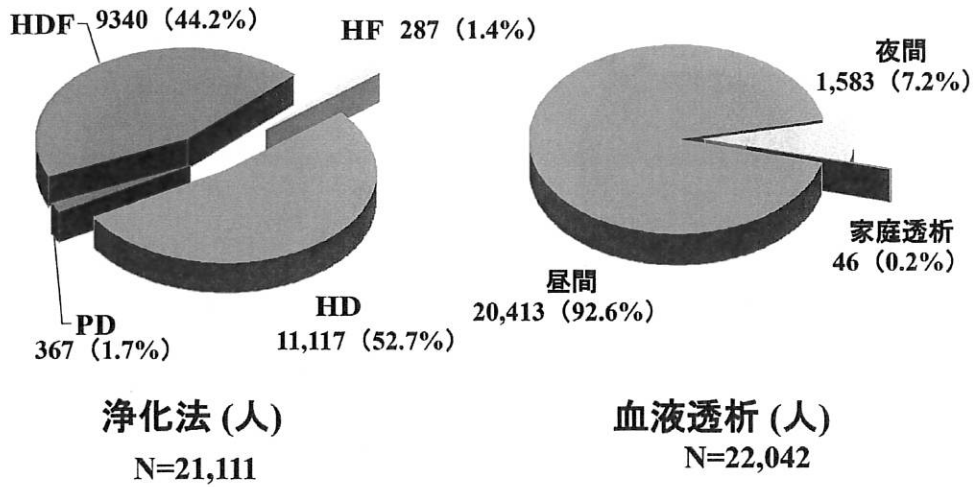 HDF 9340（44.2%）
HF 287（1.4%）
PD
367（1.7%）
HD
11,117（52.7%）
浄化法 (人)
N=21,111
夜間
1,583（7.2%）
家庭透析
46（0.2%）
昼間
20,413（92.6%）
血液透析 (人)
N=22,042